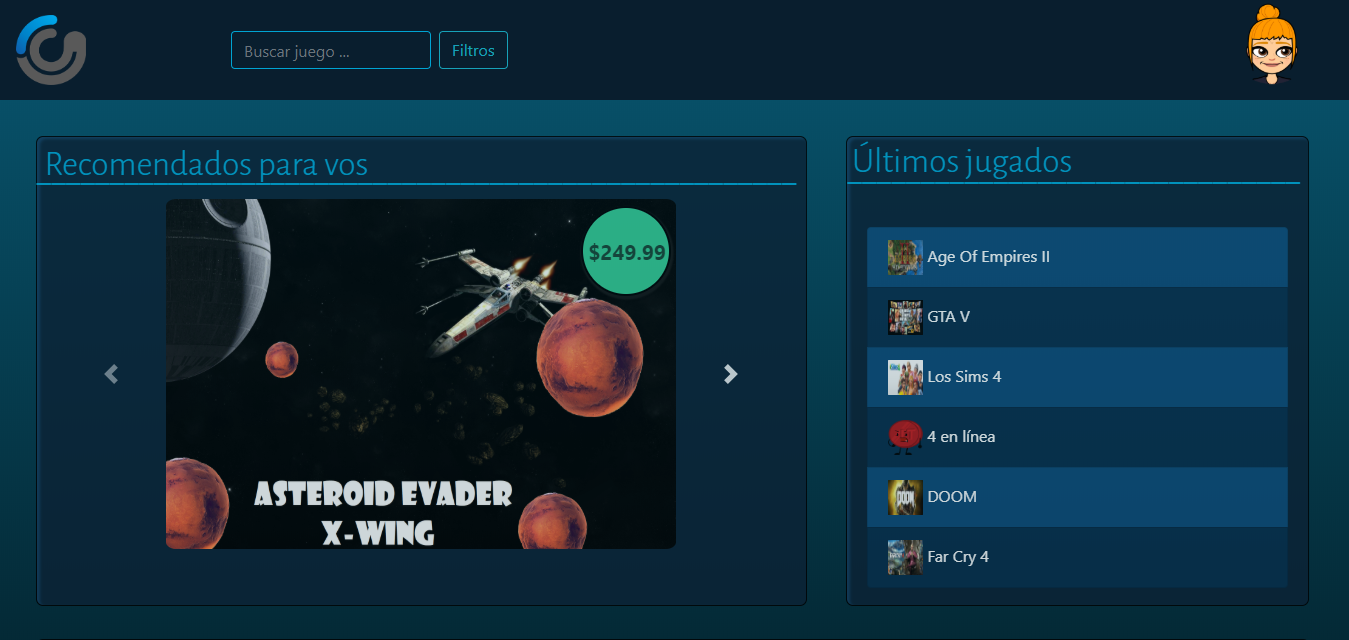 Buscar juego ...
Filtros
Recomendados para vos
$249.99
ASTEROID EVADER
X-WING
Últimos jugados
Age Of Empires II
GTA V
Los Sims 4
4 en línea
DOOM
DOOM
Far Cry 4